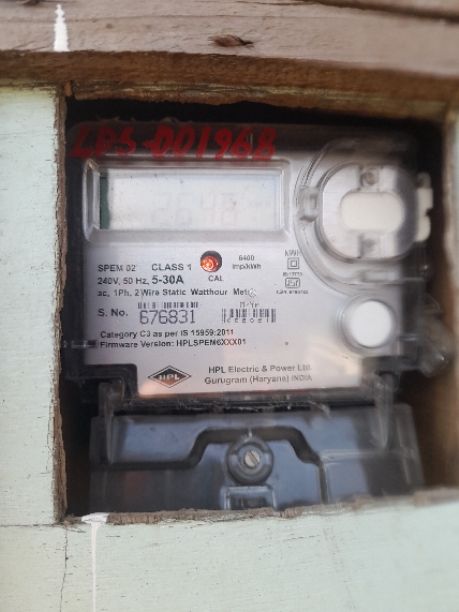 LDS-001968
SPEM 02 CLASS 1
240V, 50 Hz, 5-30A
CAL
6400
imp/kWh
ac, 1Ph, 2 Wire Static Watthour Meter
S. No. 676831
Category C3 as per IS 15959:2011
Firmware Version: HPLSPEM6XXX01
HPL
HPL Electric & Power Ltd.
Gurugram (Haryana) INDIA